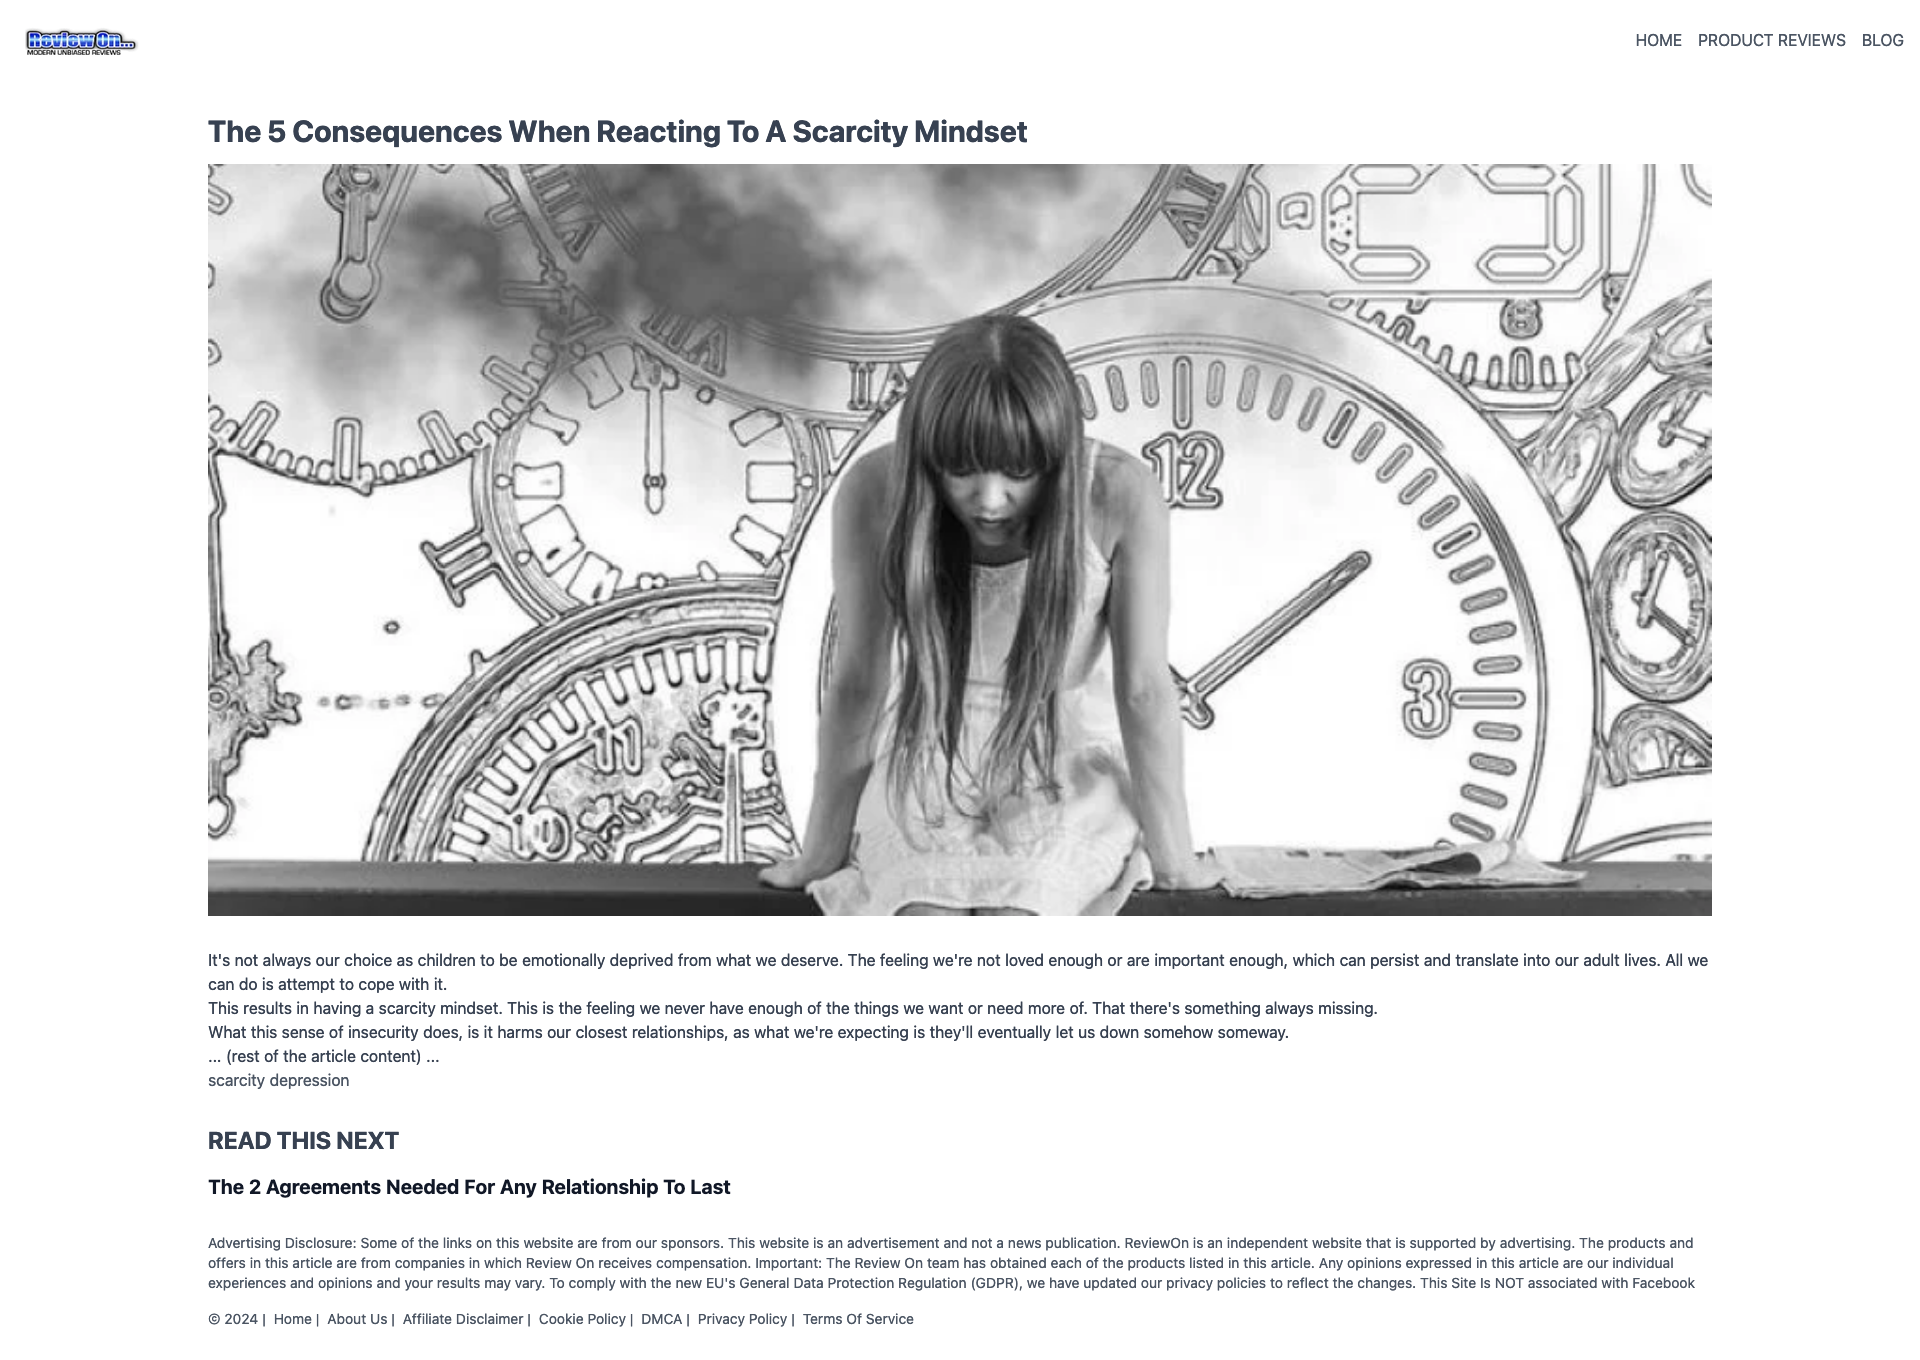 Review On...
MODERN UNBIASED REVIEWS
HOME PRODUCT REVIEWS BLOG
The 5 Consequences When Reacting To A Scarcity Mindset
12
3
11
10
8
0
It's not always our choice as children to be emotionally deprived from what we deserve. The feeling we're not loved enough or are important enough, which can persist and translate into our adult lives. All we
can do is attempt to cope with it.
This results in having a scarcity mindset. This is the feeling we never have enough of the things we want or need more of. That there's something always missing.
What this sense of insecurity does, is it harms our closest relationships, as what we're expecting is they'll eventually let us down somehow someway.
... (rest of the article content) ...
scarcity depression
READ THIS NEXT
The 2 Agreements Needed For Any Relationship To Last
Advertising Disclosure: Some of the links on this website are from our sponsors. This website is an advertisement and not a news publication. ReviewOn is an independent website that is supported by advertising. The products and
offers in this article are from companies in which Review On receives compensation. Important: The Review On team has obtained each of the products listed in this article. Any opinions expressed in this article are our individual
experiences and opinions and your results may vary. To comply with the new EU's General Data Protection Regulation (GDPR), we have updated our privacy policies to reflect the changes. This Site Is NOT associated with Facebook
© 2024 | Home | About Us | Affiliate Disclaimer | Cookie Policy | DMCA | Privacy Policy | Terms Of Service